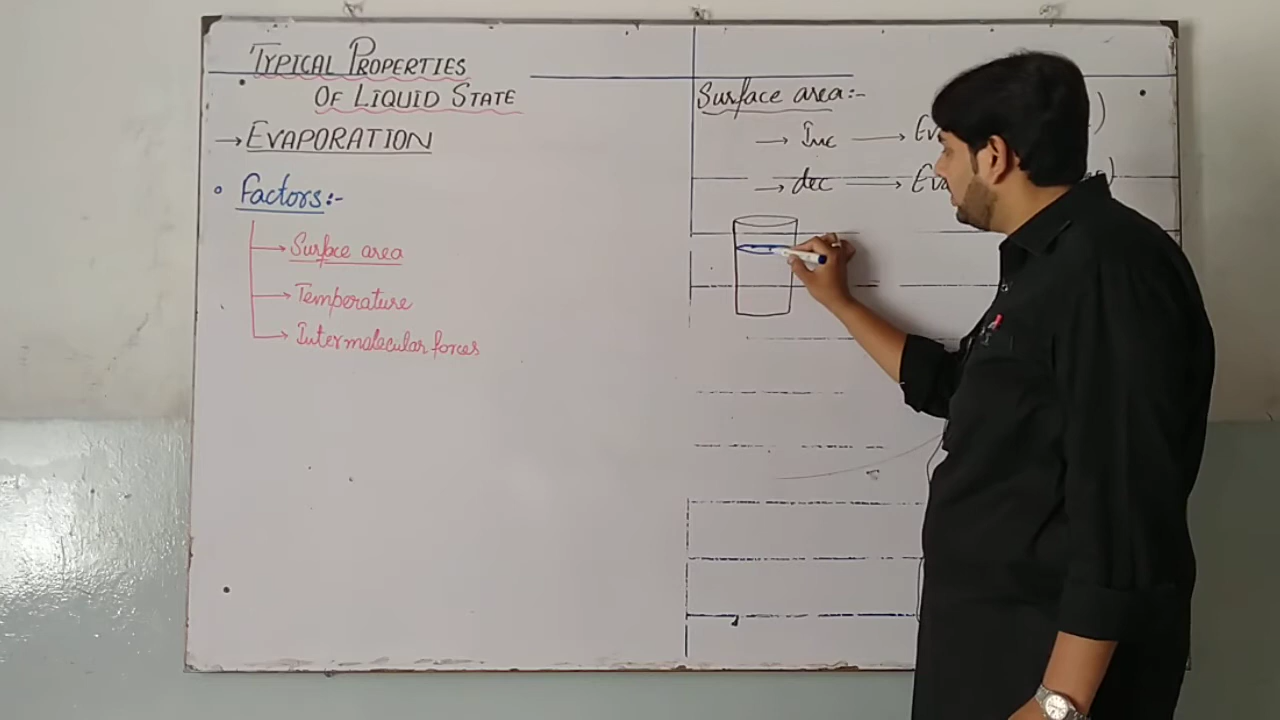 TYPICAL PROPERTIES
OF LIQUID STATE
→ EVAPORATION
Factors:-
→ Surface area
→ Temperature
→ Intermolecular forces
Surface area:-
→ Inc →
→ dec →